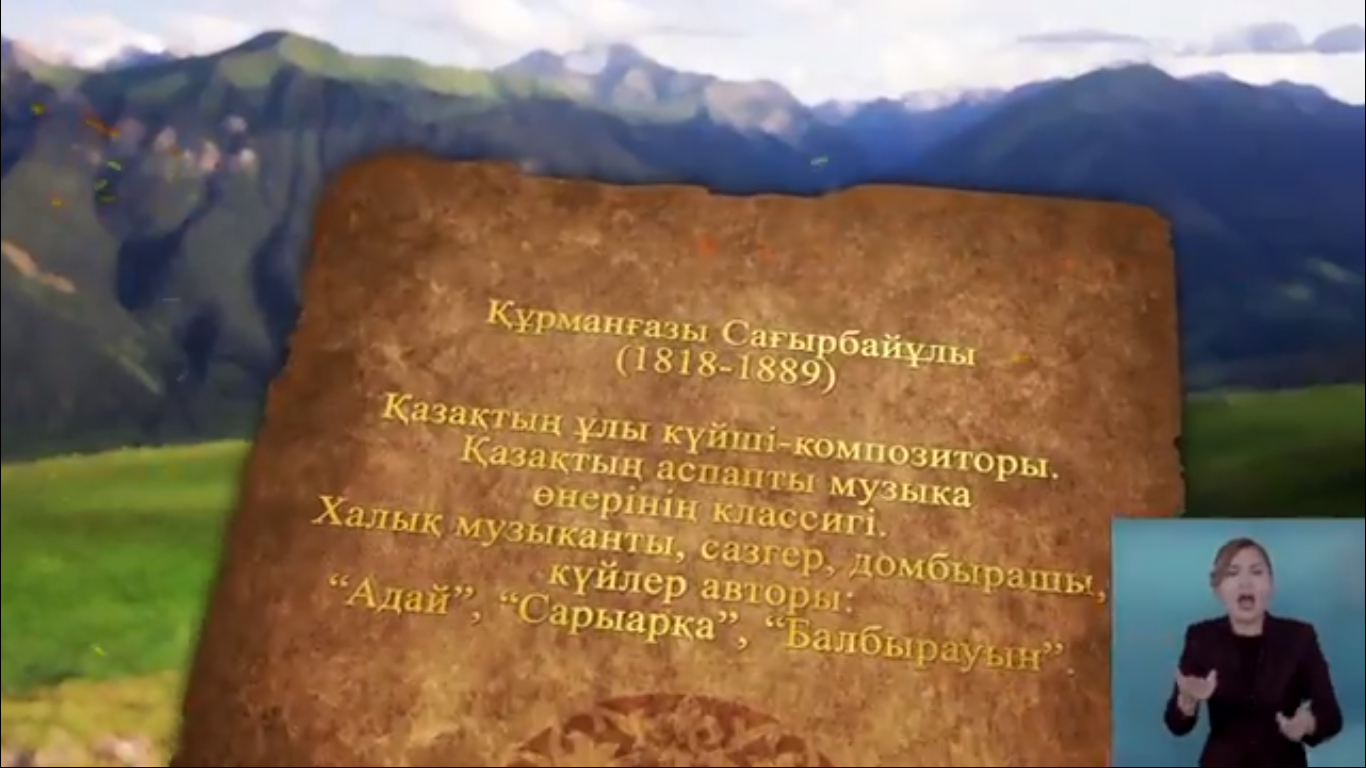 Құрманғазы Сағырбайұлы
(1818-1889)
Қазақтың ұлы күйші-композиторы.
Қазақтың аспапты музыка
өнерінің классигі.
Халық музыканты, сазгер, домбырашы,
күйлер авторы:
“Адай”, “Сарыарқа”, “Балбырауын”